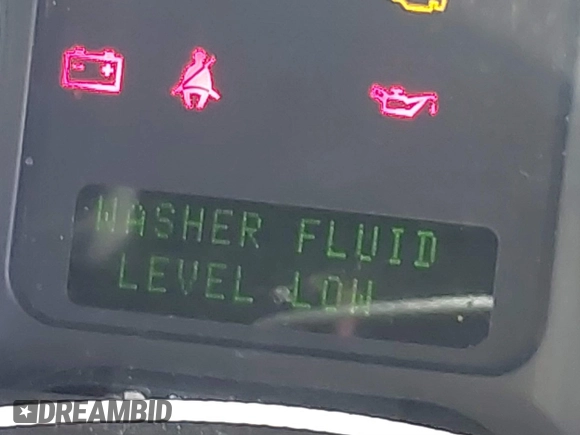 WASHER FLUID
LEVEL LOW
DREAMBID